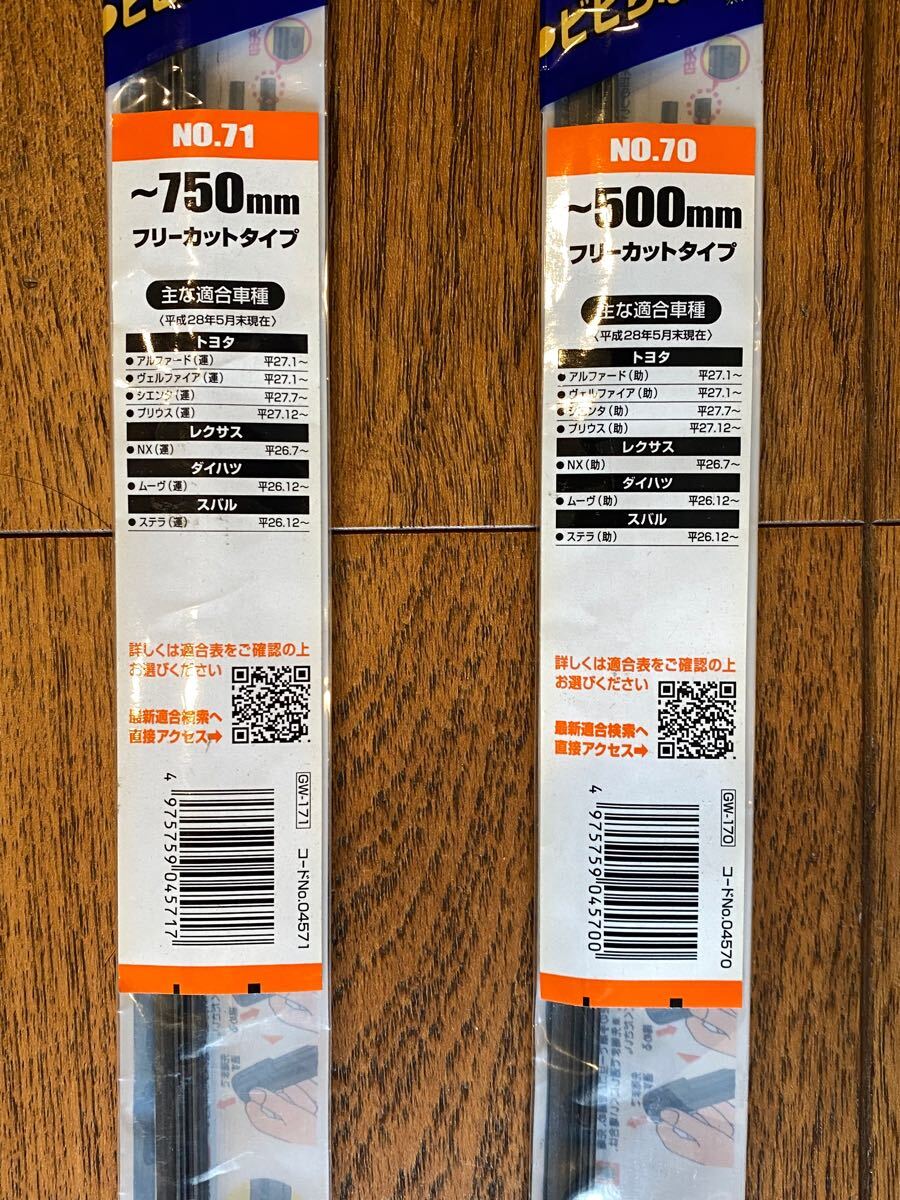 ビビり
NO.71
~750mm
フリーカットタイプ
主な適合車種
〈平成28年5月末現在〉
トヨタ
●アルファード(運) 平27.1~
●ヴェルファイア(運) 平27.1~
●シエンタ(運) 平27.7~
●プリウス(運) 平27.12~
レクサス
●NX(運) 平26.7~
ダイハツ
●ムーヴ(運) 平26.12~
スバル
●ステラ(運) 平26.12~
詳しくは適合表をご確認の上
お選びください
最新適合検索へ
直接アクセス➡
4 975759 045717
GW-171
コードNo.04571
ビビり
NO.70
~500mm
フリーカットタイプ
主な適合車種
〈平成28年5月末現在〉
トヨタ
●アルファード(助) 平27.1~
●ヴェルファイア(助) 平27.1~
●シエンタ(助) 平27.7~
●プリウス(助) 平27.12~
レクサス
●NX(助) 平26.7~
ダイハツ
●ムーヴ(助) 平26.12~
スバル
●ステラ(助) 平26.12~
詳しくは適合表をご確認の上
お選びください
最新適合検索へ
直接アクセス➡
4 975759 045700
GW-170
コードNo.04570